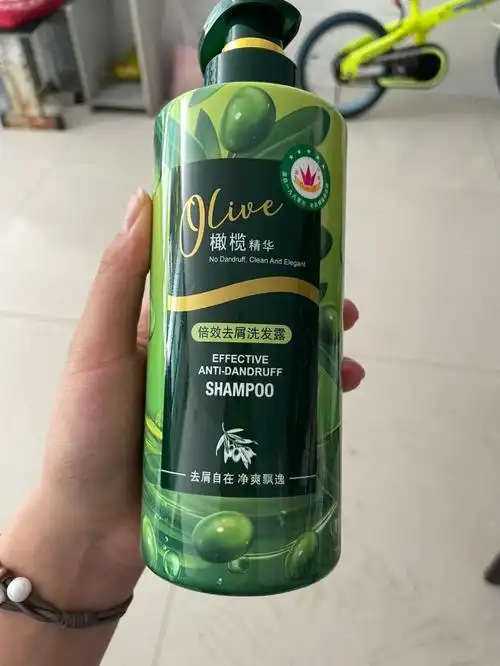 Olive
橄榄精华
No Dandruff, Clean And Elegant
倍效去屑洗发露
EFFECTIVE
ANTI-DANDRUFF
SHAMPOO
去屑自在 净爽飘逸